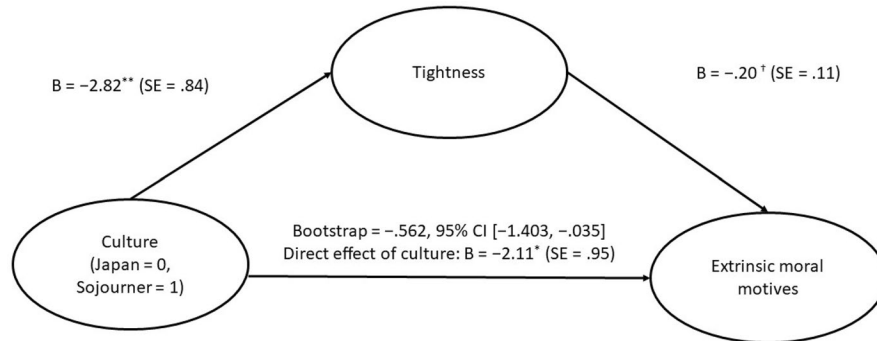 Tightness
B = −2.82** (SE = .84)
B = −.20 † (SE = .11)
Culture
(Japan = 0,
Sojourner = 1)
Bootstrap = −.562, 95% CI [−1.403, −.035]
Direct effect of culture: B = −2.11* (SE = .95)
Extrinsic moral
motives